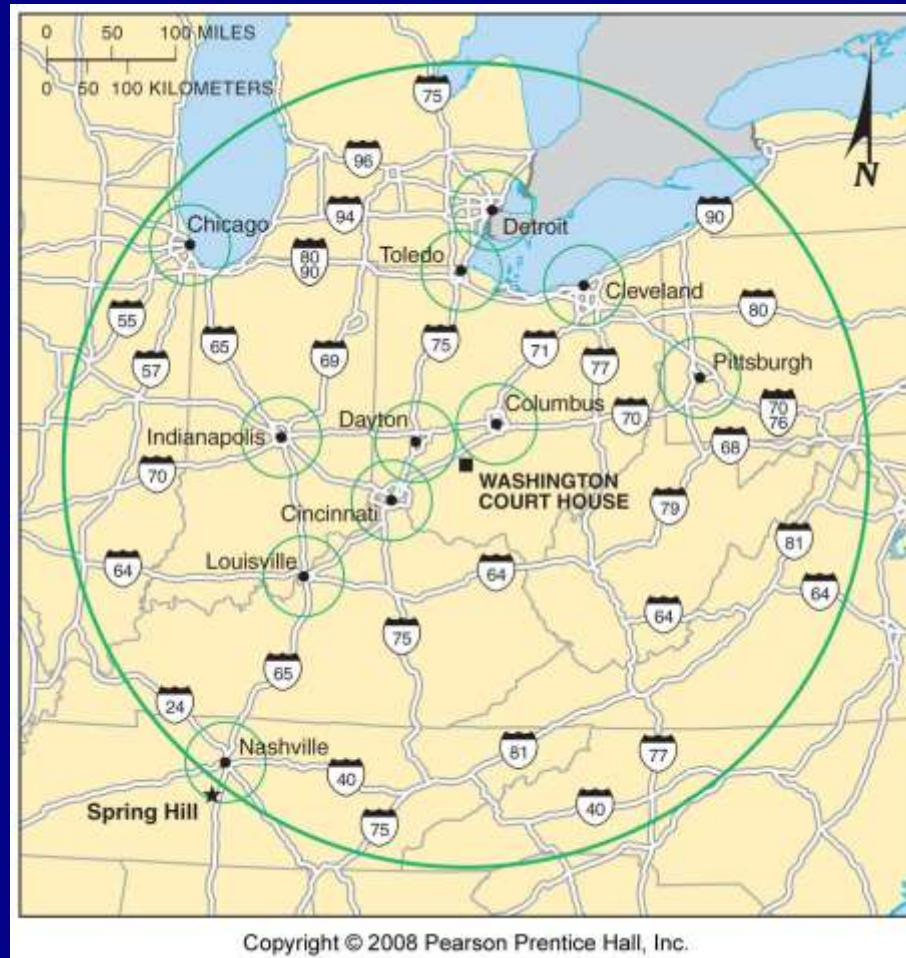 0 50 100 MILES
0 50 100 KILOMETERS
75
96
N
Chicago
94
Detroit
90
80
90
Toledo
Cleveland
80
55
65
69
75
71
77
57
Pittsburgh
Dayton
Columbus
70
70
76
Indianapolis
68
70
WASHINGTON
COURT HOUSE
79
Cincinnati
81
Louisville
64
64
64
64
75
65
24
Nashville
81
77
40
Spring Hill
40
75
Copyright © 2008 Pearson Prentice Hall, Inc.